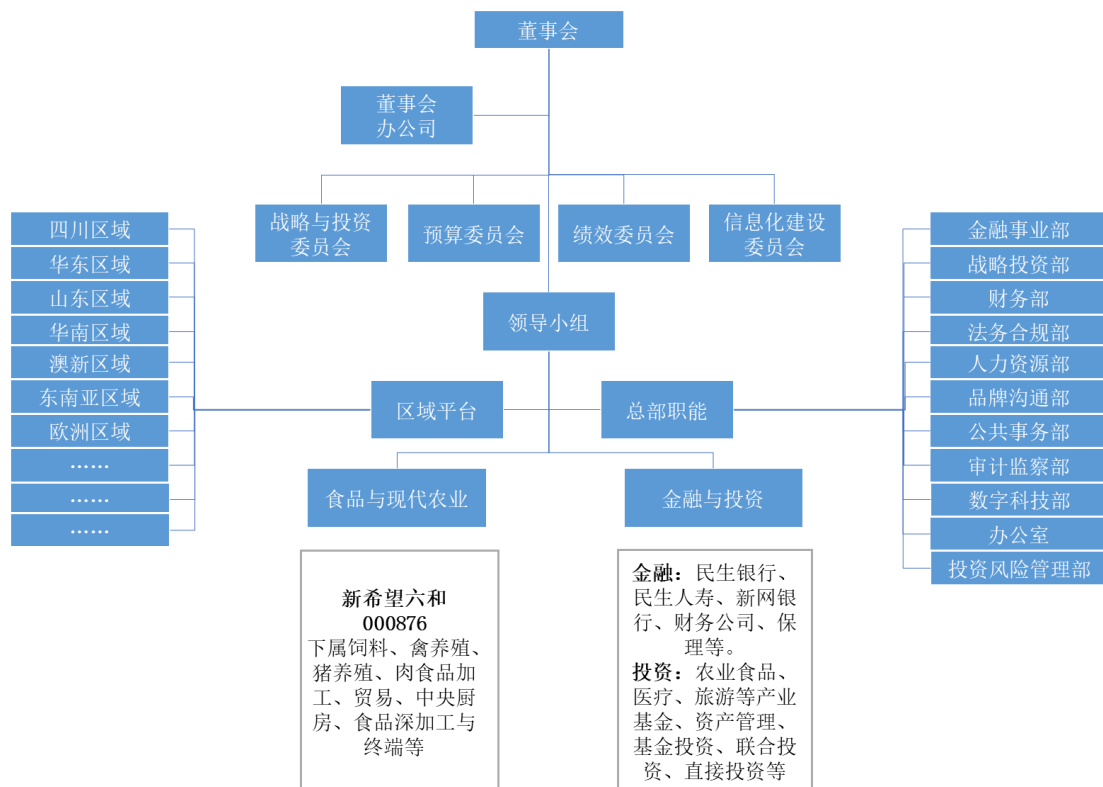 董事会
董事会
办公司
战略与投资
委员会
预算委员会
绩效委员会
信息化建设
委员会
领导小组
区域平台
总部职能
四川区域
华东区域
山东区域
华南区域
澳新区域
东南亚区域
欧洲区域
……
……
……
金融事业部
战略投资部
财务部
法务合规部
人力资源部
品牌沟通部
公共事务部
审计监察部
数字科技部
办公室
投资风险管理部
食品与现代农业
金融与投资
新希望六和
000876
下属饲料、禽养殖、
猪养殖、肉食品加
工、贸易、中央厨
房、食品深加工与
终端等
金融：民生银行、
民生人寿、新网银
行、财务公司、保
理等。
投资：农业食品、
医疗、旅游等产业
基金、资产管理、
基金投资、联合投
资、直接投资等